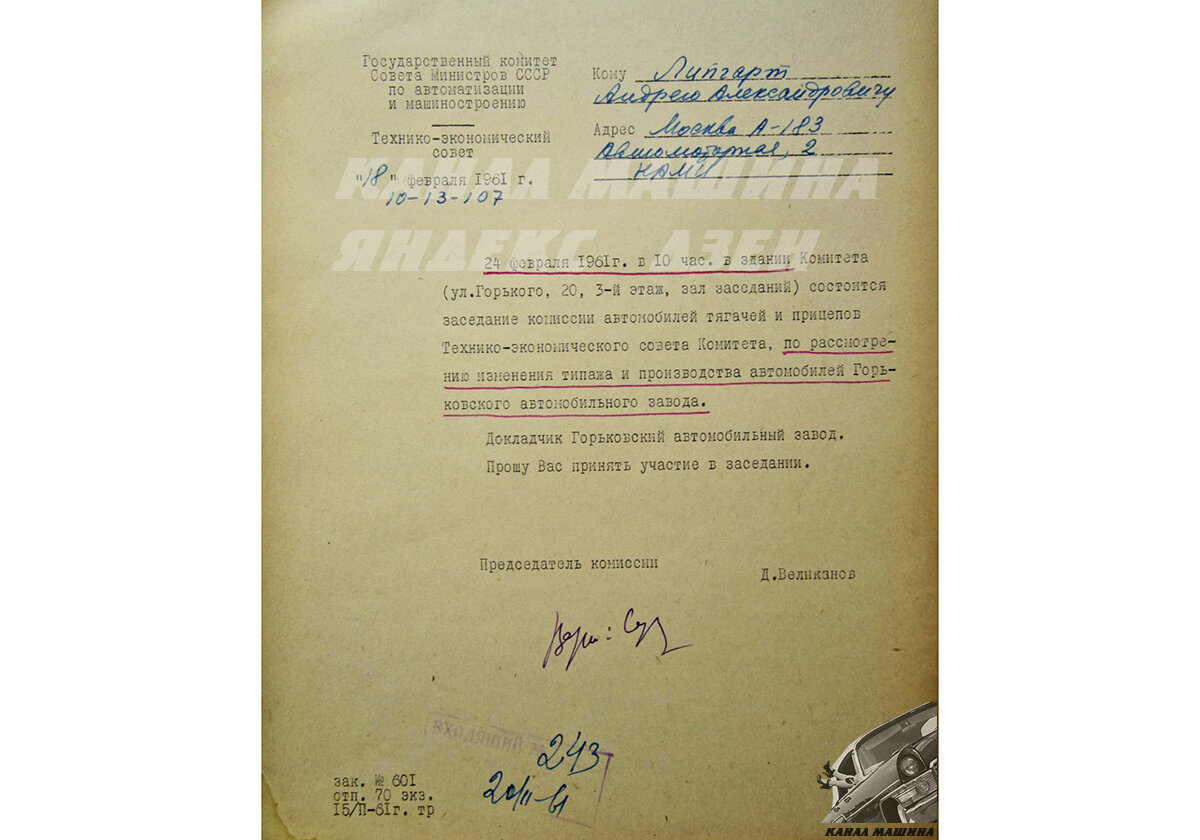 Государственный комитет
Совета Министров СССР
по автоматизации
и машиностроению
Технико-экономический
совет
"18" февраля 1961 г.
10-13-107
Кому Липгарт
Андрею Александровичу
Адрес Москва А-183
Автомоторная, 2
НАМИ
КАНАЛ МАШИНА
ЯНДЕКС ДЗЕН
24 февраля 1961г. в 10 час. в здании Комитета
(ул.Горького, 20, 3-й этаж, зал заседаний) состоится
заседание комиссии автомобилей тягачей и прицепов
Технико-экономического совета Комитета, по рассмотре-
нию изменения типажа и производства автомобилей Горь-
ковского автомобильного завода.
Докладчик Горьковский автомобильный завод.
Прошу Вас принять участие в заседании.
Председатель комиссии
Д.Великанов
243
20/II-61
зак. № 601
отп. 70 экз.
15/П-61г. тр
КАНАЛ МАШИНА